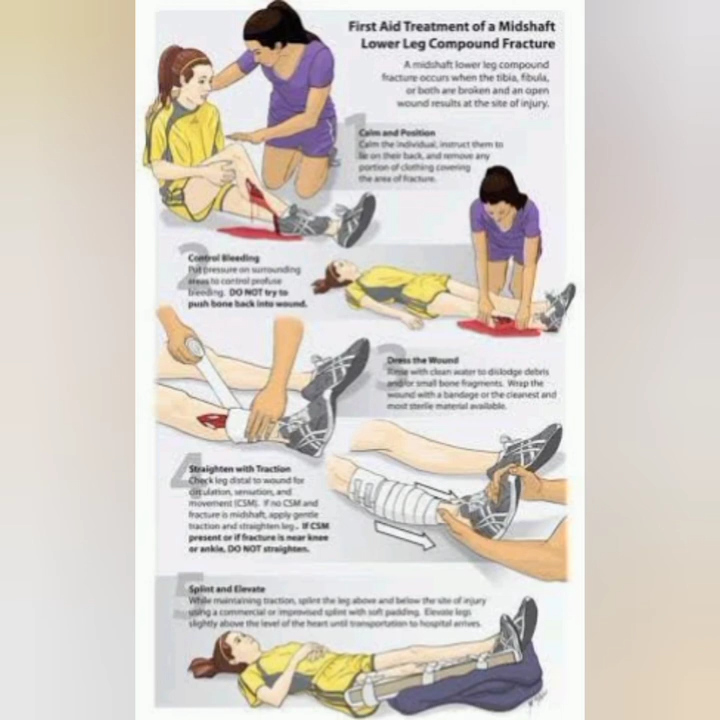 First Aid Treatment of a Midshaft
Lower Leg Compound Fracture
A midshaft lower leg compound
fracture occurs when the tibia, fibula,
or both are broken and an open
wound results at the site of injury.
1
Calm and Position
Calm the individual, instruct them to
lie on their back, and remove any
portion of clothing covering
the area of fracture.
2
Control Bleeding
Put pressure on surrounding
areas to control profuse
bleeding. DO NOT try to
push bone back into wound.
3
Dress the Wound
Rinse with clean water to dislodge debris
and/or small bone fragments. Wrap the
wound with a bandage or the cleanest and
most sterile material available.
4
Straighten with Traction
Check leg distal to wound for
circulation, sensation, and
movement (CSM). If no CSM and
fracture is midshaft, apply gentle
traction and straighten leg. IF CSM
present or if fracture is near knee
or ankle, DO NOT straighten.
5
Splint and Elevate
While maintaining traction, splint the leg above and below the site of injury
using a commercial or improvised splint with soft padding. Elevate legs
slightly above the level of the heart until transportation to hospital arrives.